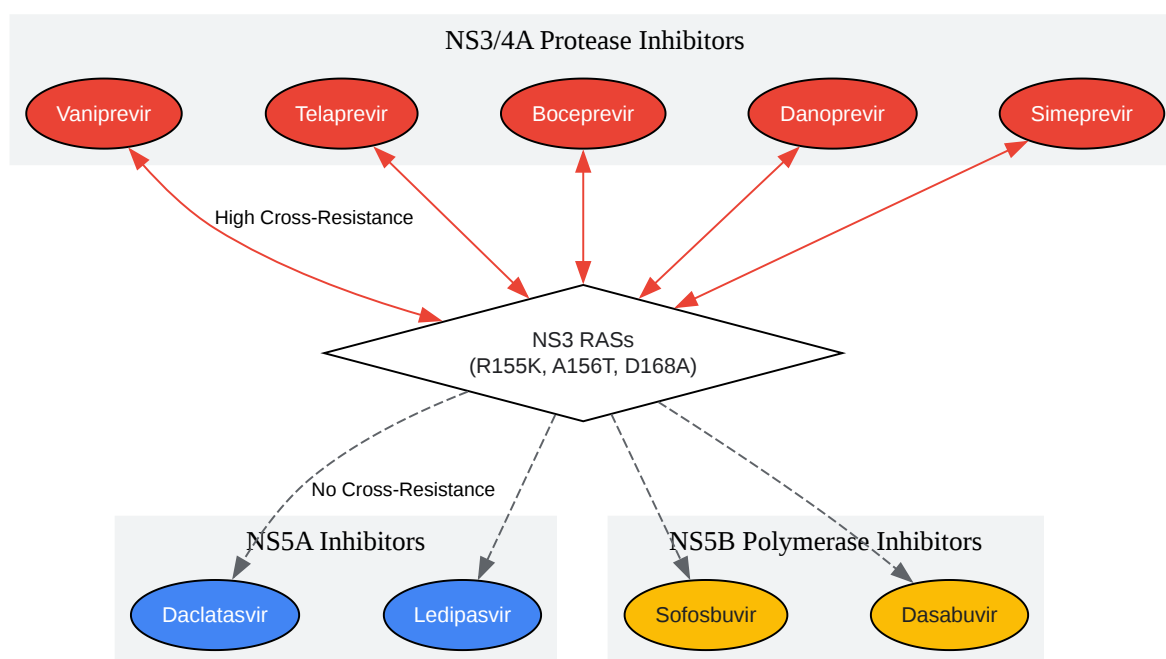 NS3/4A Protease Inhibitors
Vaniprevir
Telaprevir
Boceprevir
Danoprevir
Simeprevir
High Cross-Resistance
NS3 RASs
(R155K, A156T, D168A)
No Cross-Resistance
NS5A Inhibitors
NS5B Polymerase Inhibitors
Daclatasvir
Ledipasvir
Sofosbuvir
Dasabuvir